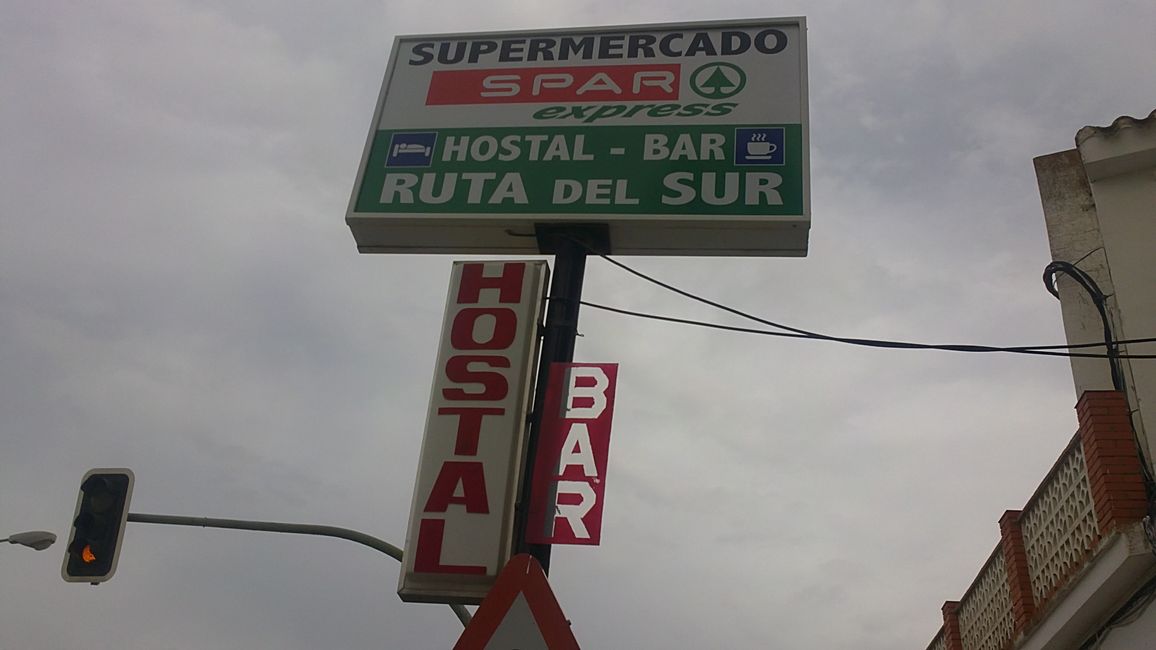 SUPERMERCADO
SPAR
express
HOSTAL - BAR
RUTA DEL SUR
HOSTAL
BAR